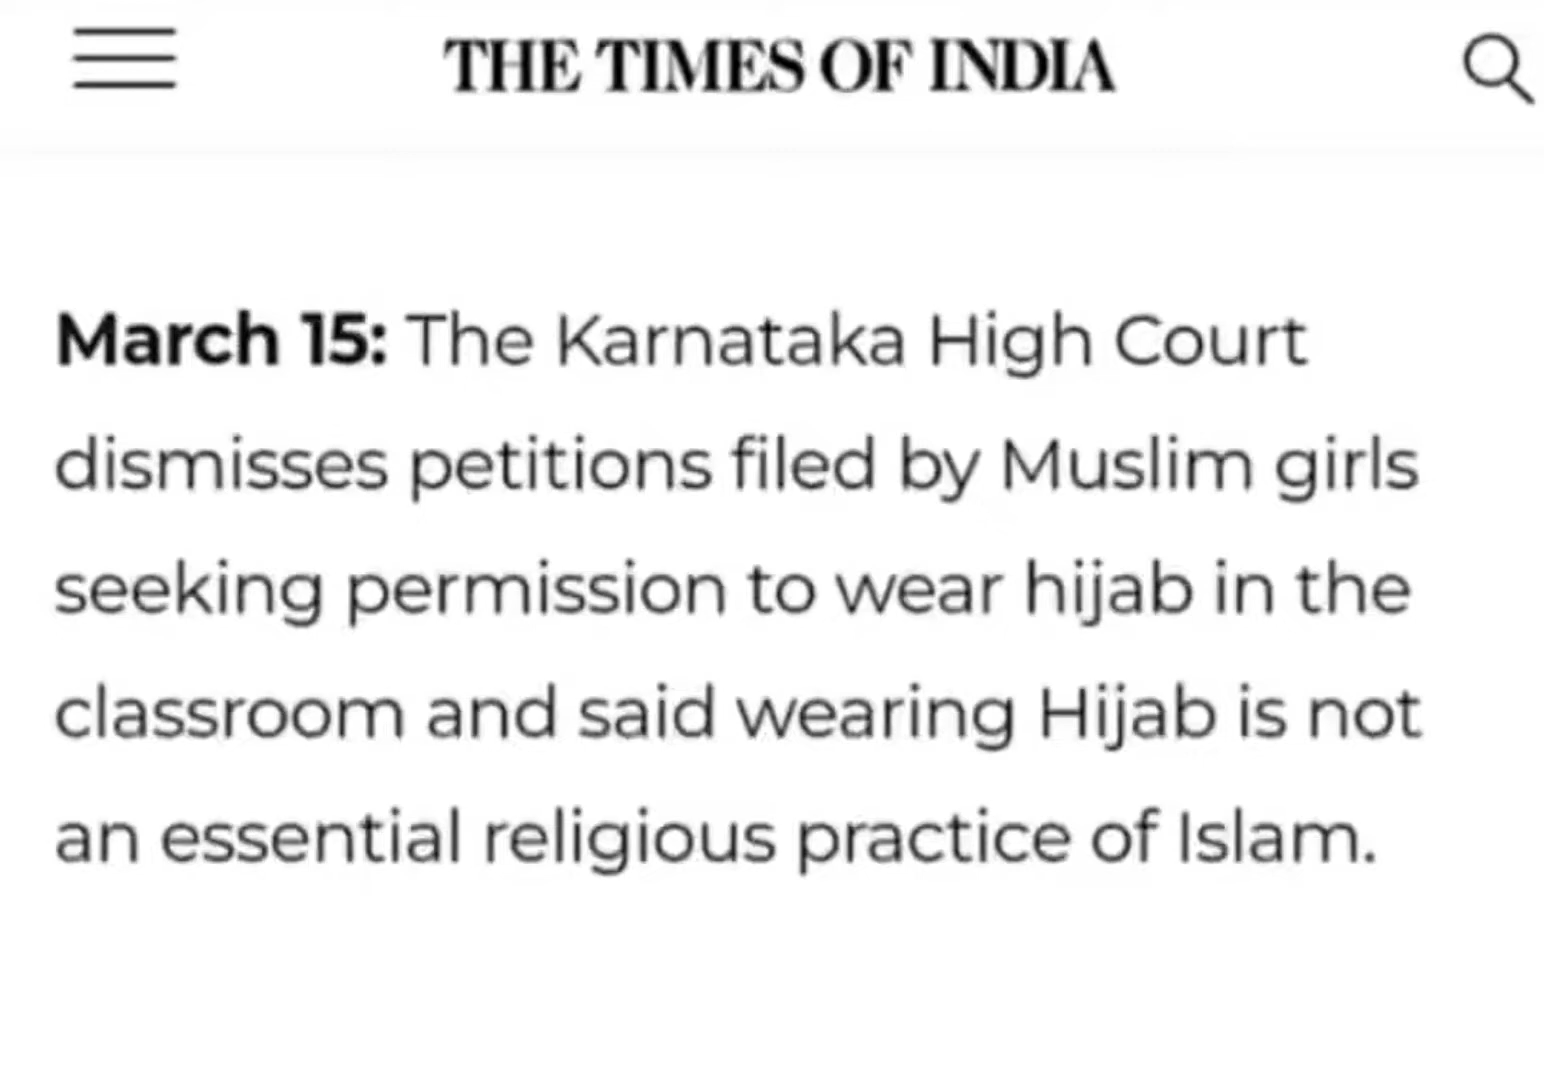 THE TIMES OF INDIA
March 15: The Karnataka High Court
dismisses petitions filed by Muslim girls
seeking permission to wear hijab in the
classroom and said wearing Hijab is not
an essential religious practice of Islam.